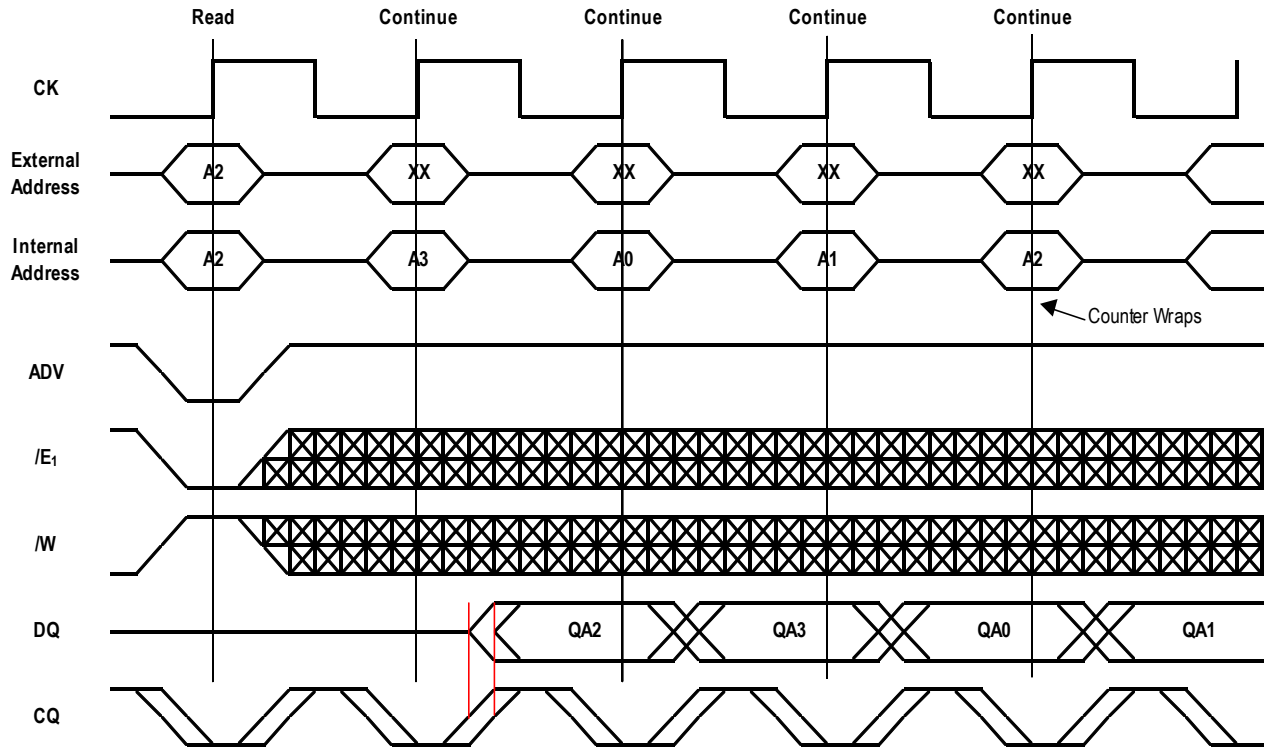 Read Continue Continue Continue Continue
CK
External
Address
A2 XX XX XX XX
Internal
Address
A2 A3 A0 A1 A2
Counter Wraps
ADV
/E₁
/W
DQ
QA2 QA3 QA0 QA1
CQ